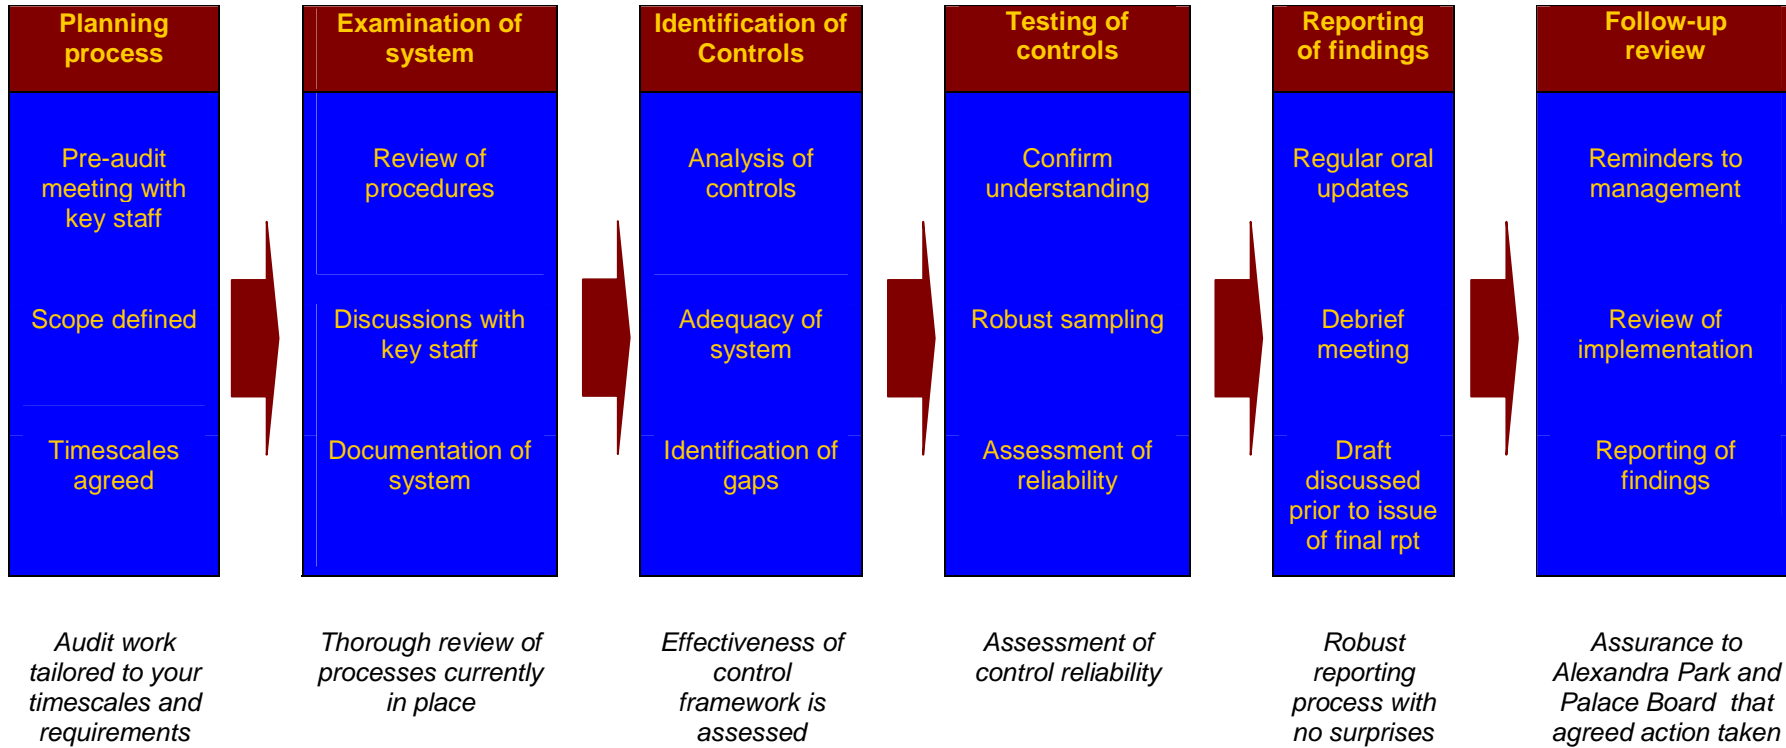 Planning
process
Pre-audit
meeting with
key staff
Scope defined
Timescales
agreed
Audit work
tailored to your
timescales and
requirements
Examination of
system
Review of
procedures
Discussions with
key staff
Documentation of
system
Thorough review of
processes currently
in place
Identification of
Controls
Analysis of
controls
Adequacy of
system
Identification of
gaps
Effectiveness of
control
framework is
assessed
Testing of
controls
Confirm
understanding
Robust sampling
Assessment of
reliability
Assessment of
control reliability
Reporting
of findings
Regular oral
updates
Debrief
meeting
Draft
discussed
prior to issue
of final rpt
Robust
reporting
process with
no surprises
Follow-up
review
Reminders to
management
Review of
implementation
Reporting of
findings
Assurance to
Alexandra Park and
Palace Board that
agreed action taken